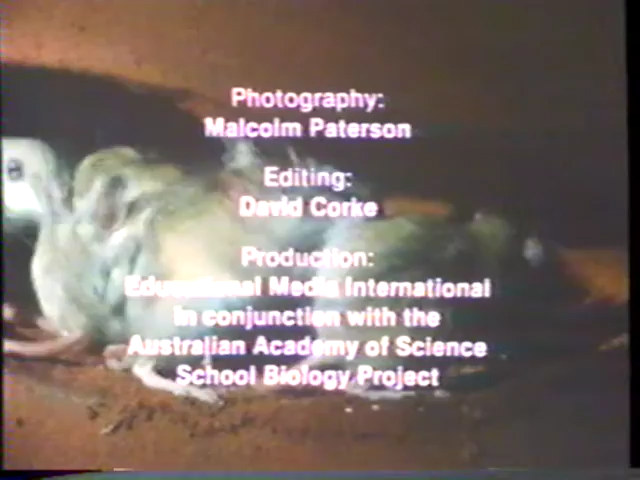 Photography:
Malcolm Paterson
Editing:
David Corke
Production:
Educational Media International
in conjunction with the
Australian Academy of Science
School Biology Project